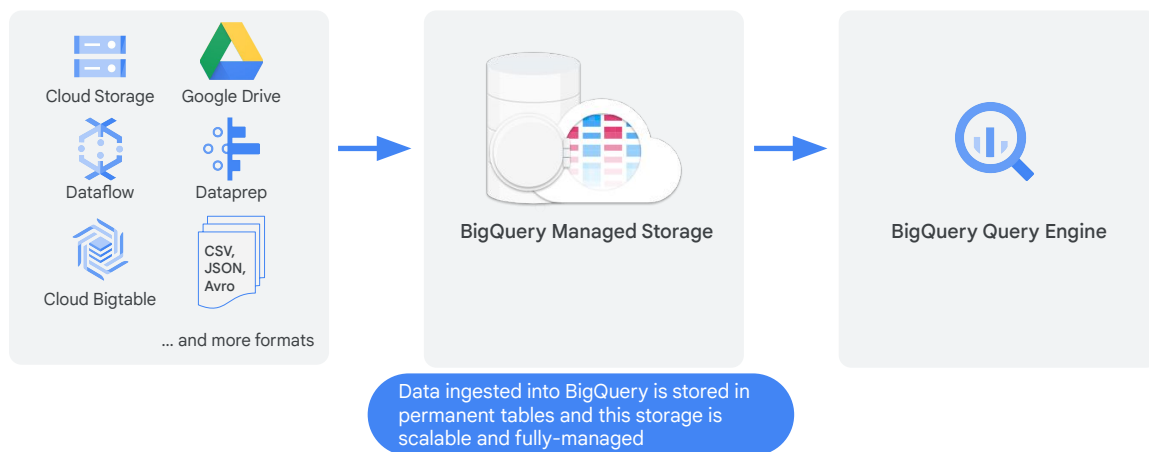 Cloud Storage
Google Drive
Dataflow
Dataprep
Cloud Bigtable
CSV,
JSON,
Avro
... and more formats
BigQuery Managed Storage
BigQuery Query Engine
Data ingested into BigQuery is stored in
permanent tables and this storage is
scalable and fully-managed